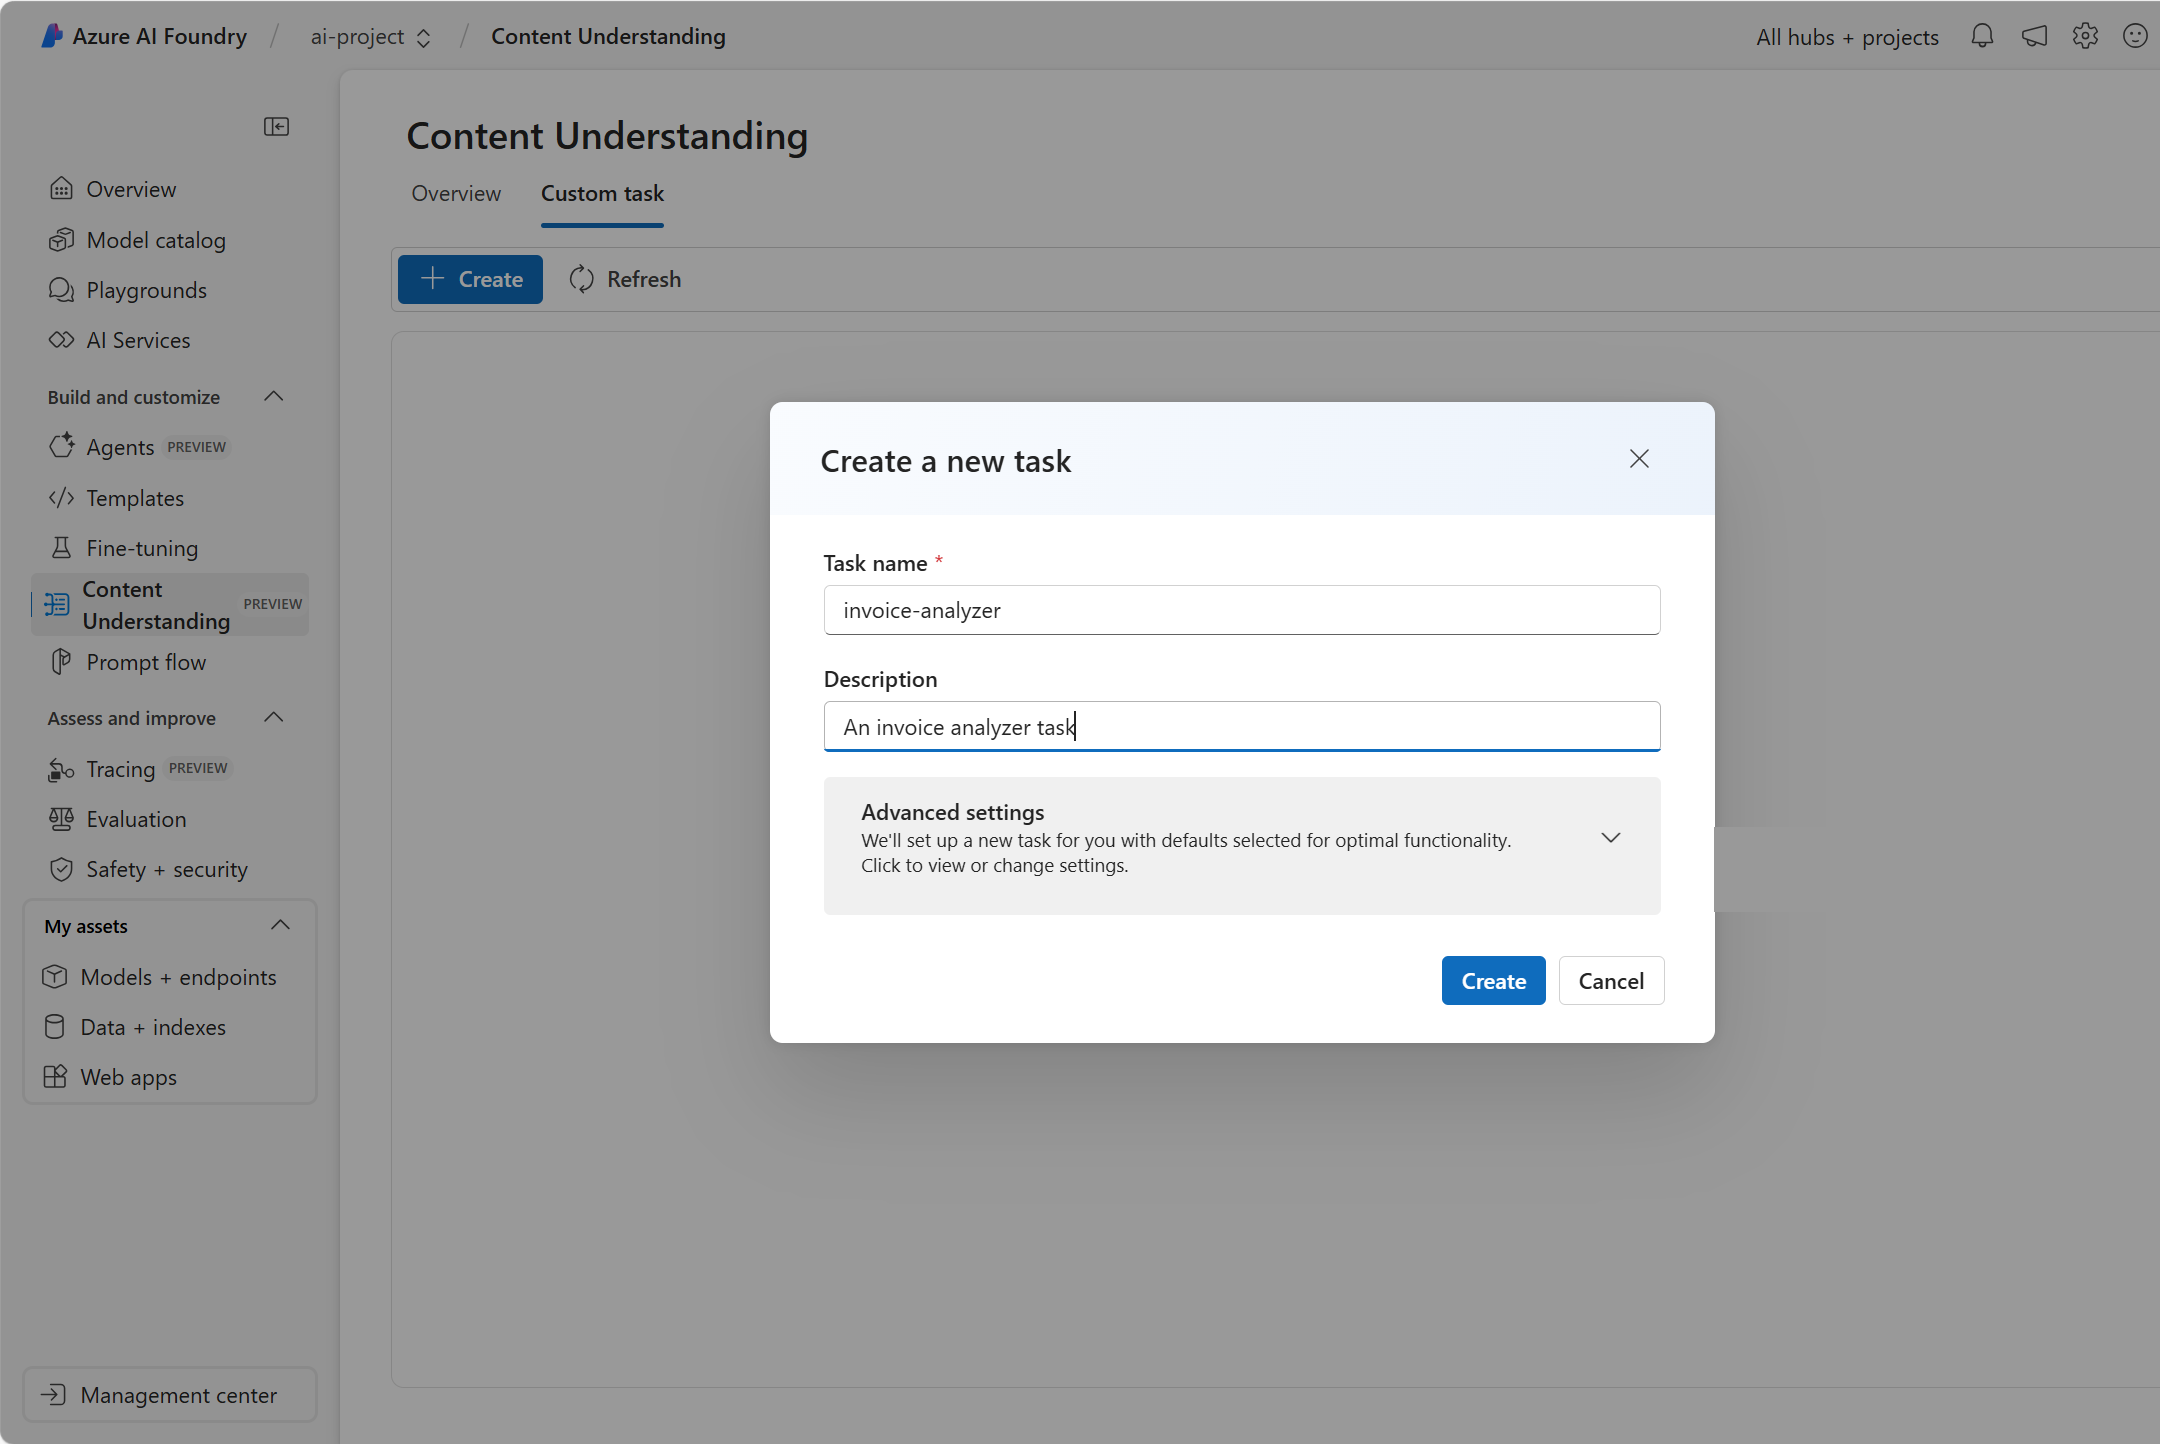 Azure AI Foundry / ai-project / Content Understanding
All hubs + projects
Overview
Model catalog
Playgrounds
AI Services
Build and customize
Agents PREVIEW
Templates
Fine-tuning
Content
Understanding PREVIEW
Prompt flow
Assess and improve
Tracing PREVIEW
Evaluation
Safety + security
My assets
Models + endpoints
Data + indexes
Web apps
Management center
Content Understanding
Overview Custom task
Create Refresh
Create a new task
Task name *
invoice-analyzer
Description
An invoice analyzer task
Advanced settings
We'll set up a new task for you with defaults selected for optimal functionality.
Click to view or change settings.
Create Cancel